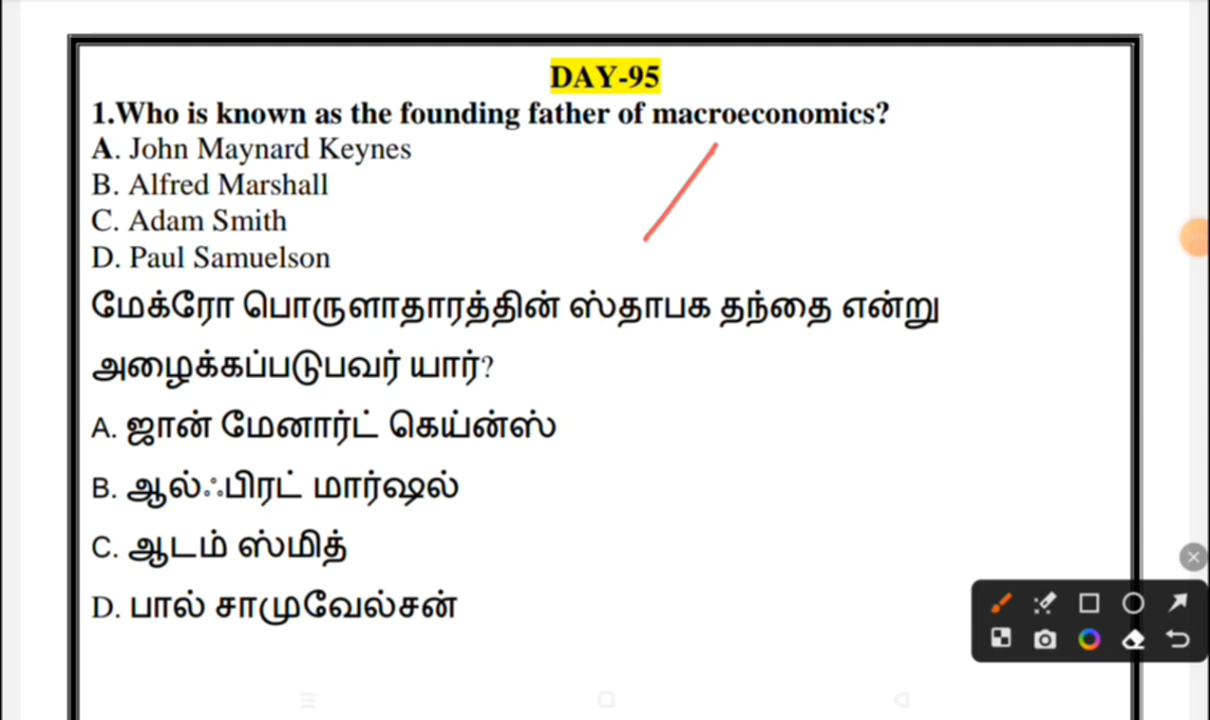 DAY-95
1.Who is known as the founding father of macroeconomics?
A. John Maynard Keynes
B. Alfred Marshall
C. Adam Smith
D. Paul Samuelson
மேக்ரோ பொருளாதாரத்தின் ஸ்தாபக தந்தை என்று
அழைக்கப்படுபவர் யார்?
A. ஜான் மேனார்ட் கெய்ன்ஸ்
B. ஆல்ஃபிரட் மார்ஷல்
C. ஆடம் ஸ்மித்
D. பால் சாமுவேல்சன்